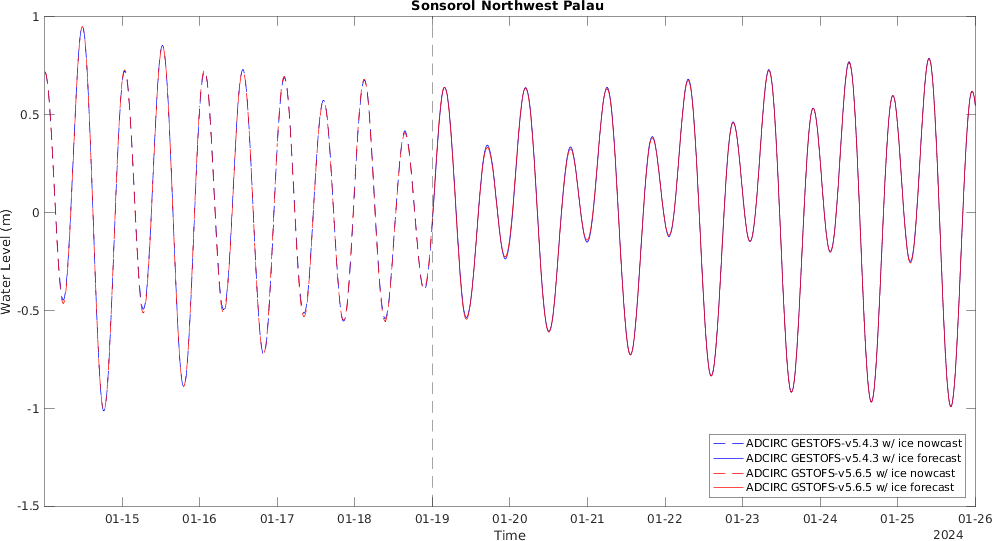 Sonsorol Northwest Palau
1
0.5
0
-0.5
-1
-1.5
Water Level (m)
ADCIRC GESTOFS-v5.4.3 w/ ice nowcast
ADCIRC GESTOFS-v5.4.3 w/ ice forecast
ADCIRC GSTOFS-v5.6.5 w/ ice nowcast
ADCIRC GSTOFS-v5.6.5 w/ ice forecast
01-15 01-16 01-17 01-18 01-19 01-20 01-21 01-22 01-23 01-24 01-25 01-26
Time
2024